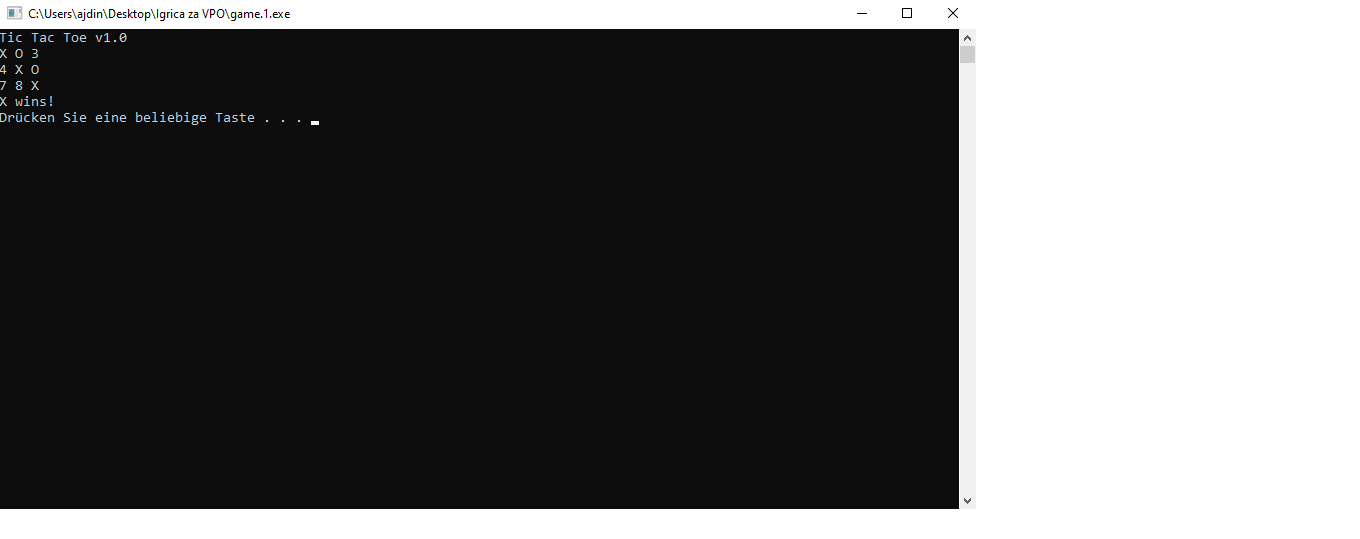 C:\Users\ajdin\Desktop\Igrica za VPO\game.1.exe
Tic Tac Toe v1.0
X O 3
4 X O
7 8 X
X wins!
Drücken Sie eine beliebige Taste . . .